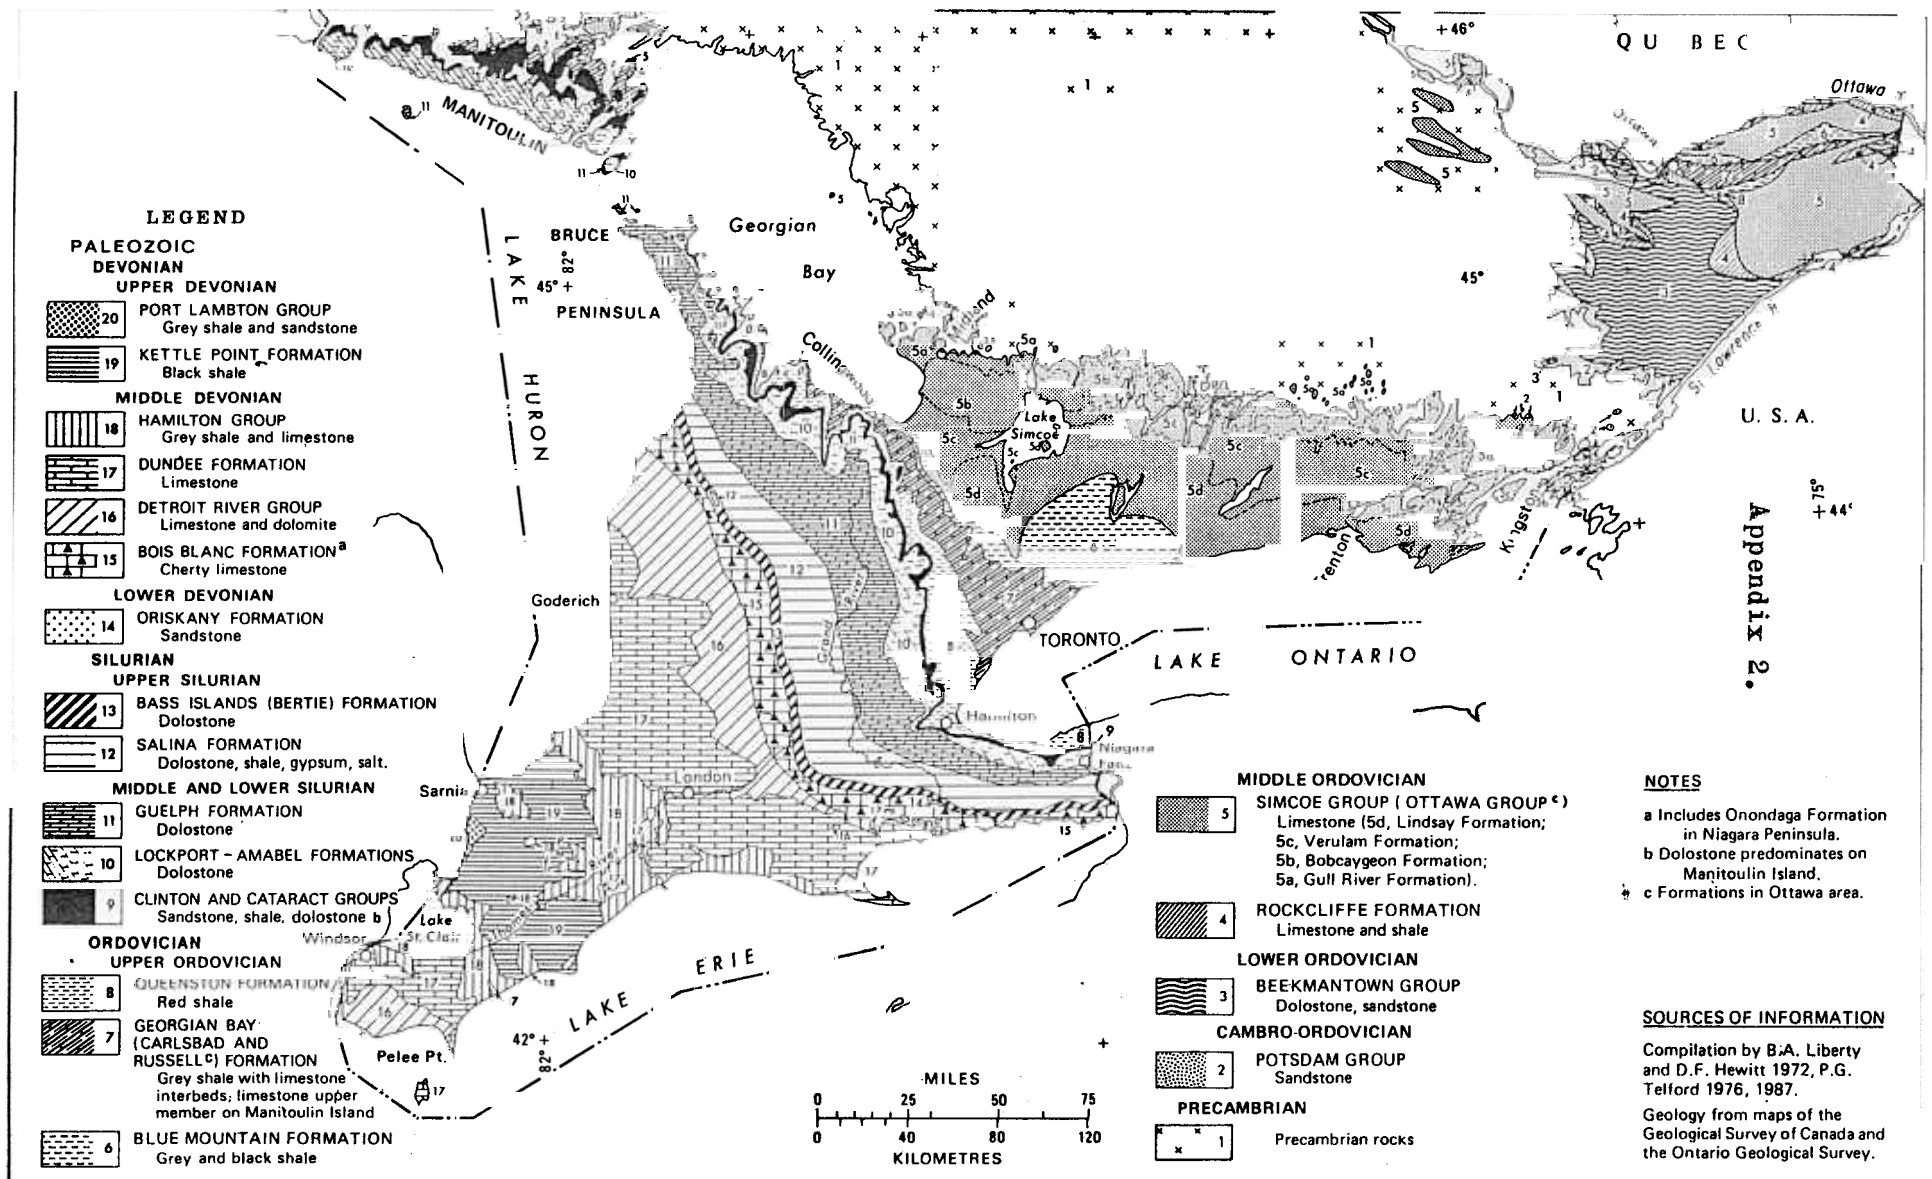 +46°
QU BEC
Ottawa
MANITOULIN
Georgian
Bay
BRUCE
PENINSULA
45° +
82°
45°
LAKE
HURON
Collingwood
Lake
Simcoe
U.S.A.
St. Lawrence R
Kingston
renton
75°
+44°
Appendix 2.
Goderich
TORONTO
LAKE ONTARIO
Hamilton
Niagara
Grand
London
Sarnia
Lake
St. Clair
Windsor
Thames
Pelee Pt.
42° +
82°
LAKE ERIE
LEGEND
PALEOZOIC
DEVONIAN
UPPER DEVONIAN
20 PORT LAMBTON GROUP
Grey shale and sandstone
19 KETTLE POINT FORMATION
Black shale
MIDDLE DEVONIAN
18 HAMILTON GROUP
Grey shale and limestone
17 DUNDEE FORMATION
Limestone
16 DETROIT RIVER GROUP
Limestone and dolomite
15 BOIS BLANC FORMATION a
Cherty limestone
LOWER DEVONIAN
14 ORISKANY FORMATION
Sandstone
SILURIAN
UPPER SILURIAN
13 BASS ISLANDS (BERTIE) FORMATION
Dolostone
12 SALINA FORMATION
Dolostone, shale, gypsum, salt.
MIDDLE AND LOWER SILURIAN
11 GUELPH FORMATION
Dolostone
10 LOCKPORT - AMABEL FORMATIONS
Dolostone
9 CLINTON AND CATARACT GROUPS
Sandstone, shale, dolostone b
ORDOVICIAN
UPPER ORDOVICIAN
8 QUEENSTON FORMATION
Red shale
7 GEORGIAN BAY
(CARLSBAD AND
RUSSELL c) FORMATION
Grey shale with limestone
interbeds; limestone upper
member on Manitoulin Island
6 BLUE MOUNTAIN FORMATION
Grey and black shale
MILES
0 25 50 75
0 40 80 120
KILOMETRES
MIDDLE ORDOVICIAN
5 SIMCOE GROUP ( OTTAWA GROUP c )
Limestone (5d, Lindsay Formation;
5c, Verulam Formation;
5b, Bobcaygeon Formation;
5a, Gull River Formation).
4 ROCKCLIFFE FORMATION
Limestone and shale
LOWER ORDOVICIAN
3 BEEKMANTOWN GROUP
Dolostone, sandstone
CAMBRO-ORDOVICIAN
2 POTSDAM GROUP
Sandstone
PRECAMBRIAN
1 Precambrian rocks
NOTES
a Includes Onondaga Formation
in Niagara Peninsula.
b Dolostone predominates on
Manitoulin Island.
c Formations in Ottawa area.
SOURCES OF INFORMATION
Compilation by B.A. Liberty
and D.F. Hewitt 1972, P.G.
Telford 1976, 1987.
Geology from maps of the
Geological Survey of Canada and
the Ontario Geological Survey.